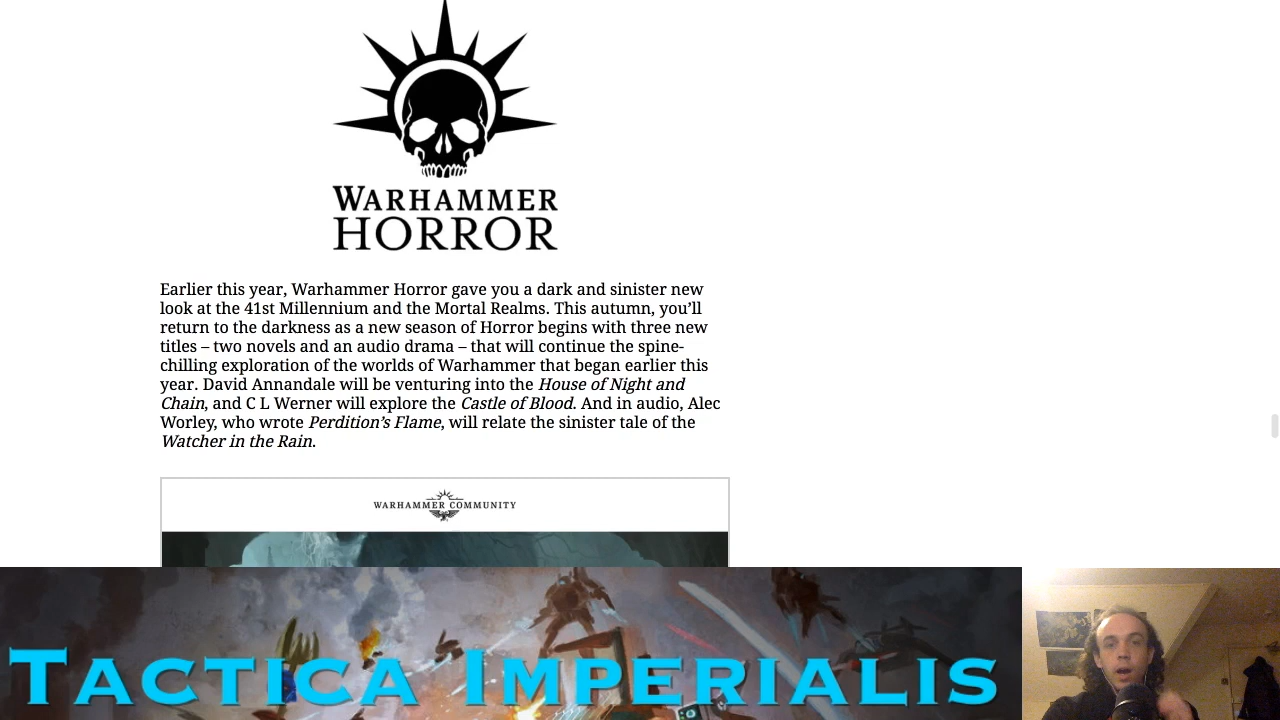 WARHAMMER
HORROR
Earlier this year, Warhammer Horror gave you a dark and sinister new
look at the 41st Millennium and the Mortal Realms. This autumn, you’ll
return to the darkness as a new season of Horror begins with three new
titles – two novels and an audio drama – that will continue the spine-
chilling exploration of the worlds of Warhammer that began earlier this
year. David Annandale will be venturing into the House of Night and
Chain, and C L Werner will explore the Castle of Blood. And in audio, Alec
Worley, who wrote Perdition’s Flame, will relate the sinister tale of the
Watcher in the Rain.
WARHAMMER COMMUNITY
TACTICA IMPERIALIS